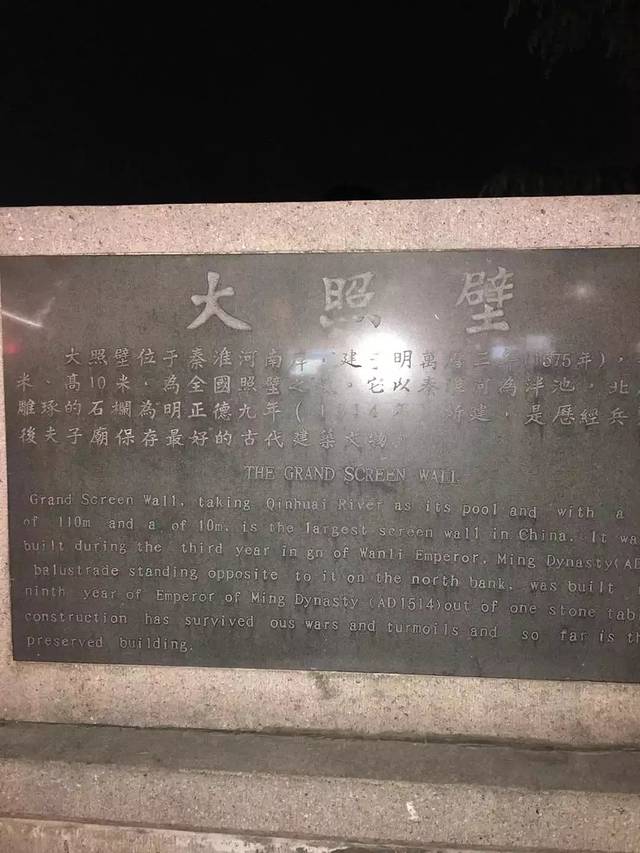 大照壁
大照壁位于秦淮河南岸,建于明萬曆三年(1575年),
米、高10米,為全國照壁之 。它以秦淮河為泮池,北
雕琢的石欄為明正德九年(1514年 所建,是歷經兵
後夫子廟保存最好的古代建築文物。
THE GRAND SCREEN WALL
Grand Screen Wall, taking Qinhuai River as its pool and with a
of 110m and a of 10m, is the largest screen wall in China. It was
built during the third year in gn of Wanli Emperor, Ming Dynasty(AD
balustrade standing opposite to it on the north bank, was built
ninth year of Emperor of Ming Dynasty (AD1514)out of one stone tabl
construction has survived ous wars and turmoils and so far is th
preserved building.